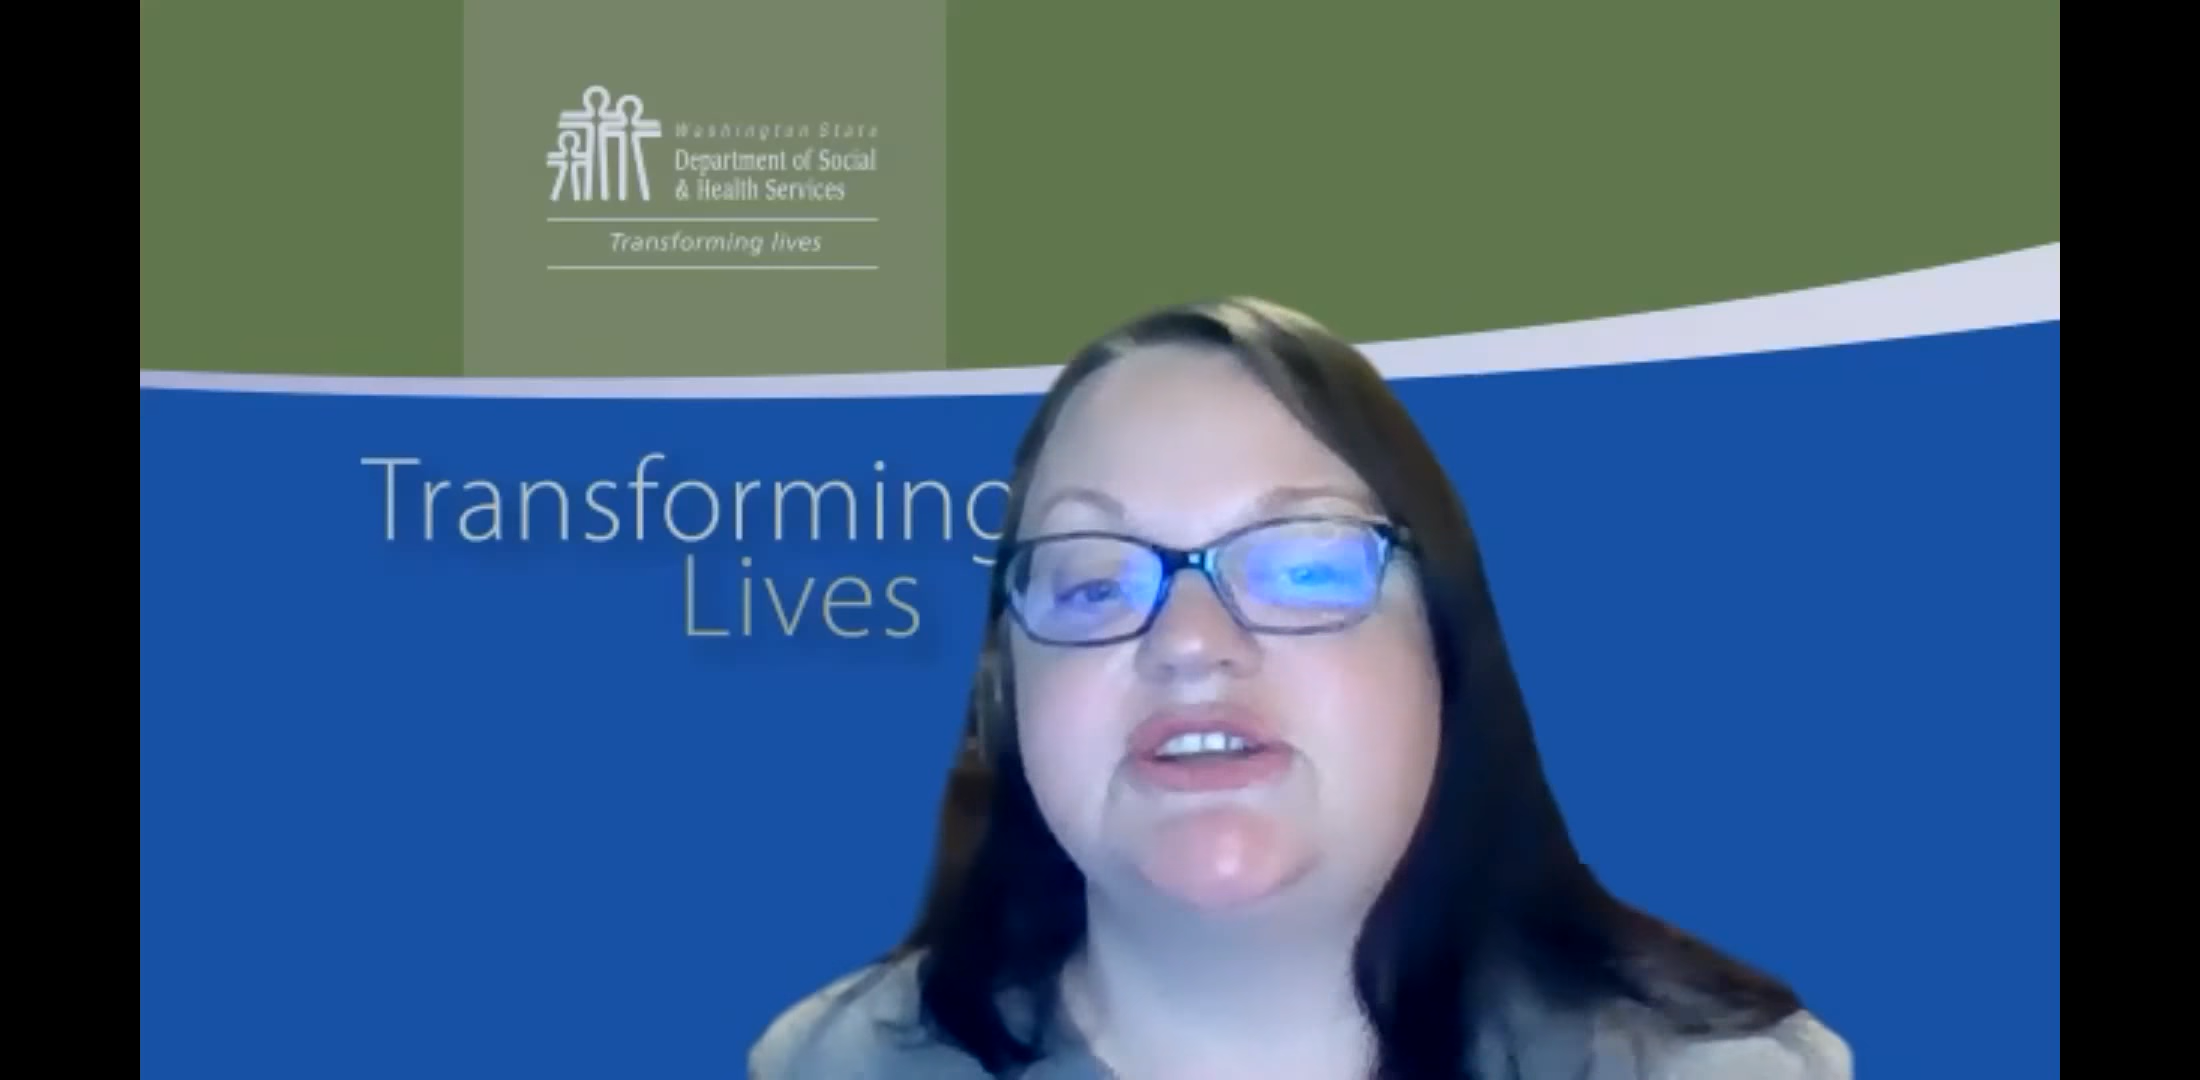 Washington State
Department of Social
& Health Services
Transforming lives
Transforming
Lives